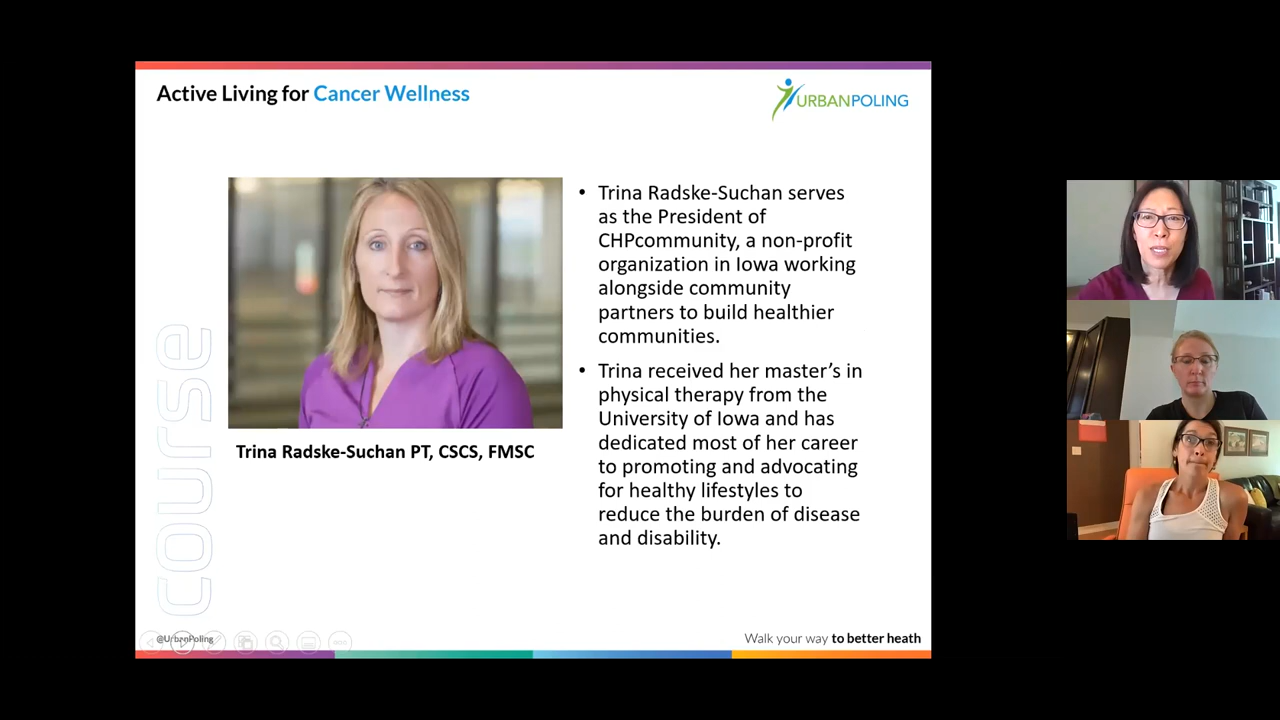 Active Living for Cancer Wellness
URBANPOLING
• Trina Radske-Suchan serves
as the President of
CHPcommunity, a non-profit
organization in Iowa working
alongside community
partners to build healthier
communities.
• Trina received her master's in
physical therapy from the
University of Iowa and has
dedicated most of her career
to promoting and advocating
for healthy lifestyles to
reduce the burden of disease
and disability.
Trina Radske-Suchan PT, CSCS, FMSC
course
@UrbanPoling
Walk your way to better heath